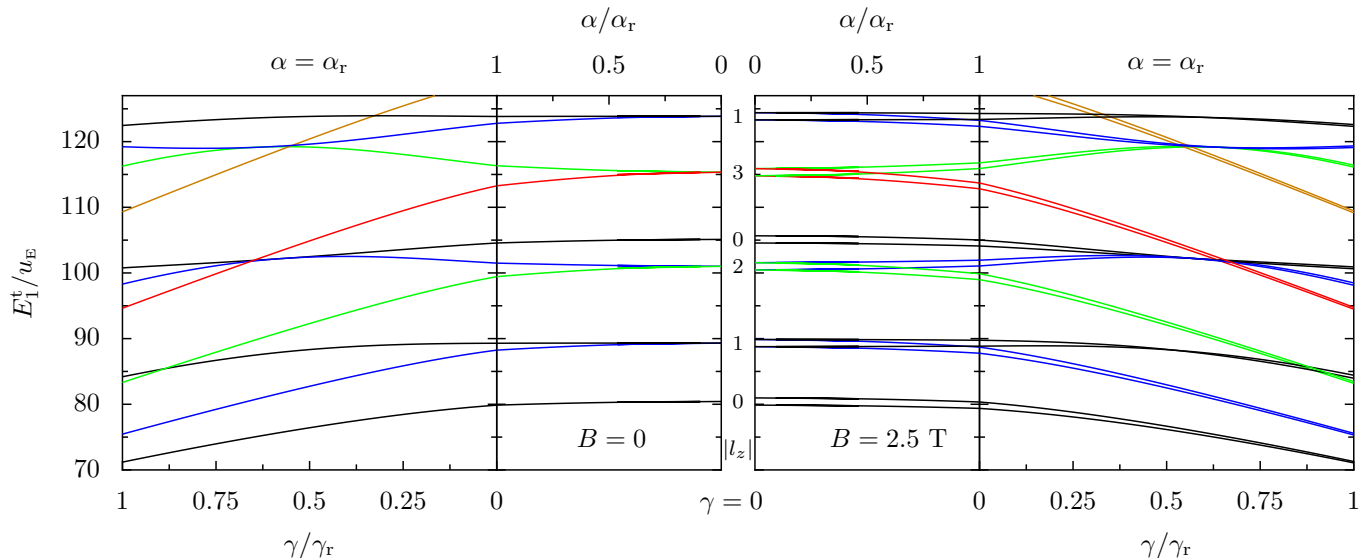 α/α_r α/α_r
α = α_r 1 0.5 0 0 0.5 1 α = α_r
E_1^t/u_E
120
110
100
90
80
70
1
3
0
2
1
0
|l_z|
B = 0
B = 2.5 T
1 0.75 0.5 0.25 0 γ = 0 0 0.25 0.5 0.75 1
γ/γ_r γ/γ_r